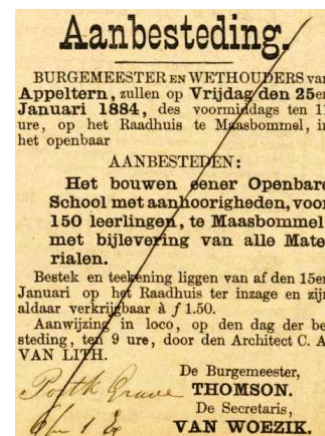 Aanbesteding.
BURGEMEESTER EN WETHOUDERS van
Appeltern, zullen op Vrijdag den 25en
Januari 1884, des voormiddags ten 11
ure, op het Raadhuis te Maasbommel, in
het openbaar
AANBESTEDEN:
Het bouwen eener Openbare
School met aanhoorigheden, voor
150 leerlingen, te Maasbommel
met bijlevering van alle Mate-
rialen.
Bestek en teekening liggen van af den 15en
Januari op het Raadhuis ter inzage en zijn
aldaar verkrijgbaar à ƒ 1.50.
Aanwijzing in loco, op den dag der be-
steding, ten 9 ure, door den Architect C. A.
VAN LITH.
De Burgemeester,
THOMSON.
De Secretaris,
VAN WOEZIK.